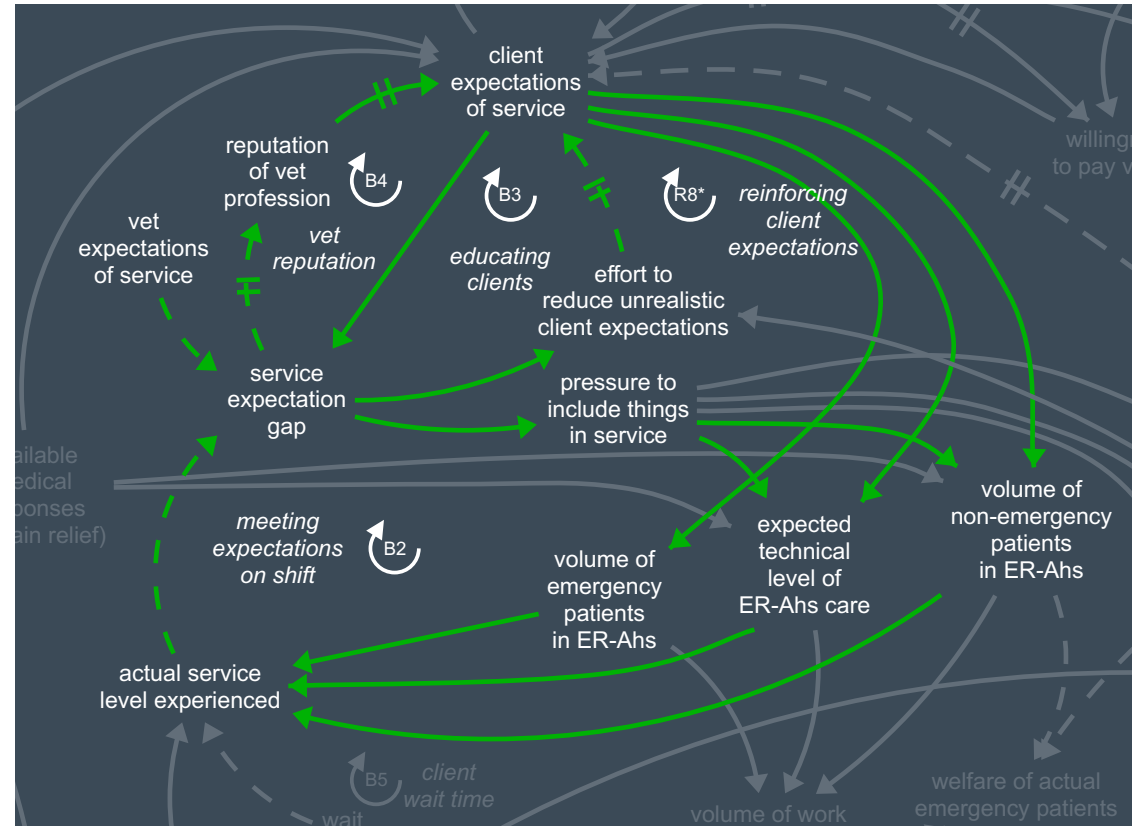 client
expectations
of service
reputation
of vet
profession
B4
B3
R8*
reinforcing
client
expectations
to pay
vet
expectations
of service
vet
reputation
educating
clients
effort to
reduce unrealistic
client expectations
service
expectation
gap
pressure to
include things
in service
relief)
meeting
expectations
on shift
B2
volume of
emergency
patients
in ER-Ahs
expected
technical
level of
ER-Ahs care
volume of
non-emergency
patients
in ER-Ahs
actual service
level experienced
B5
client
wait time
wait
volume of work
welfare of actual
emergency patients